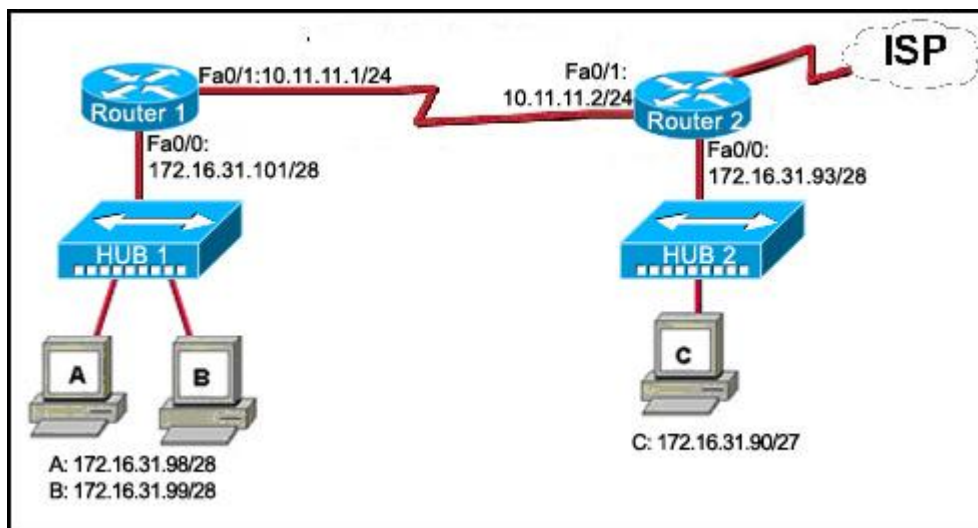 ISP
Fa0/1:10.11.11.1/24
Fa0/1:
10.11.11.2/24
Router 1
Router 2
Fa0/0:
172.16.31.101/28
Fa0/0:
172.16.31.93/28
HUB 1
HUB 2
A
B
C
A: 172.16.31.98/28
B: 172.16.31.99/28
C: 172.16.31.90/27